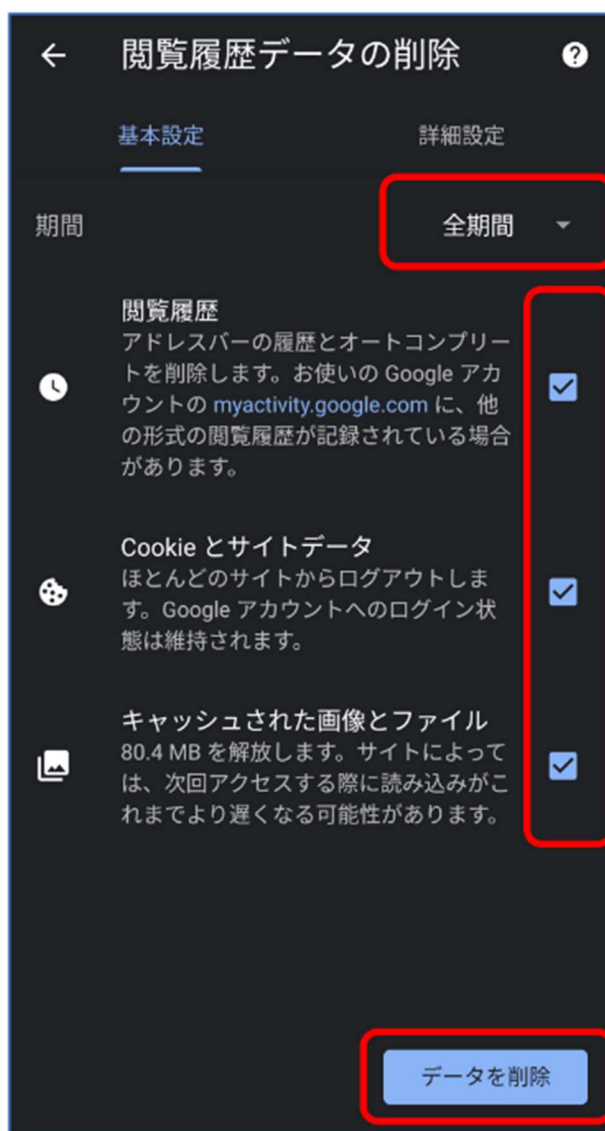 閲覧履歴データの削除
基本設定
詳細設定
期間
全期間
閲覧履歴
アドレスバーの履歴とオートコンプリー
トを削除します。お使いの Google アカ
ウントの myactivity.google.com に、他
の形式の閲覧履歴が記録されている場合
があります。
Cookie とサイトデータ
ほとんどのサイトからログアウトしま
す。Google アカウントへのログイン状
態は維持されます。
キャッシュされた画像とファイル
80.4 MB を解放します。サイトによって
は、次回アクセスする際に読み込みがこ
れまでより遅くなる可能性があります。
データを削除